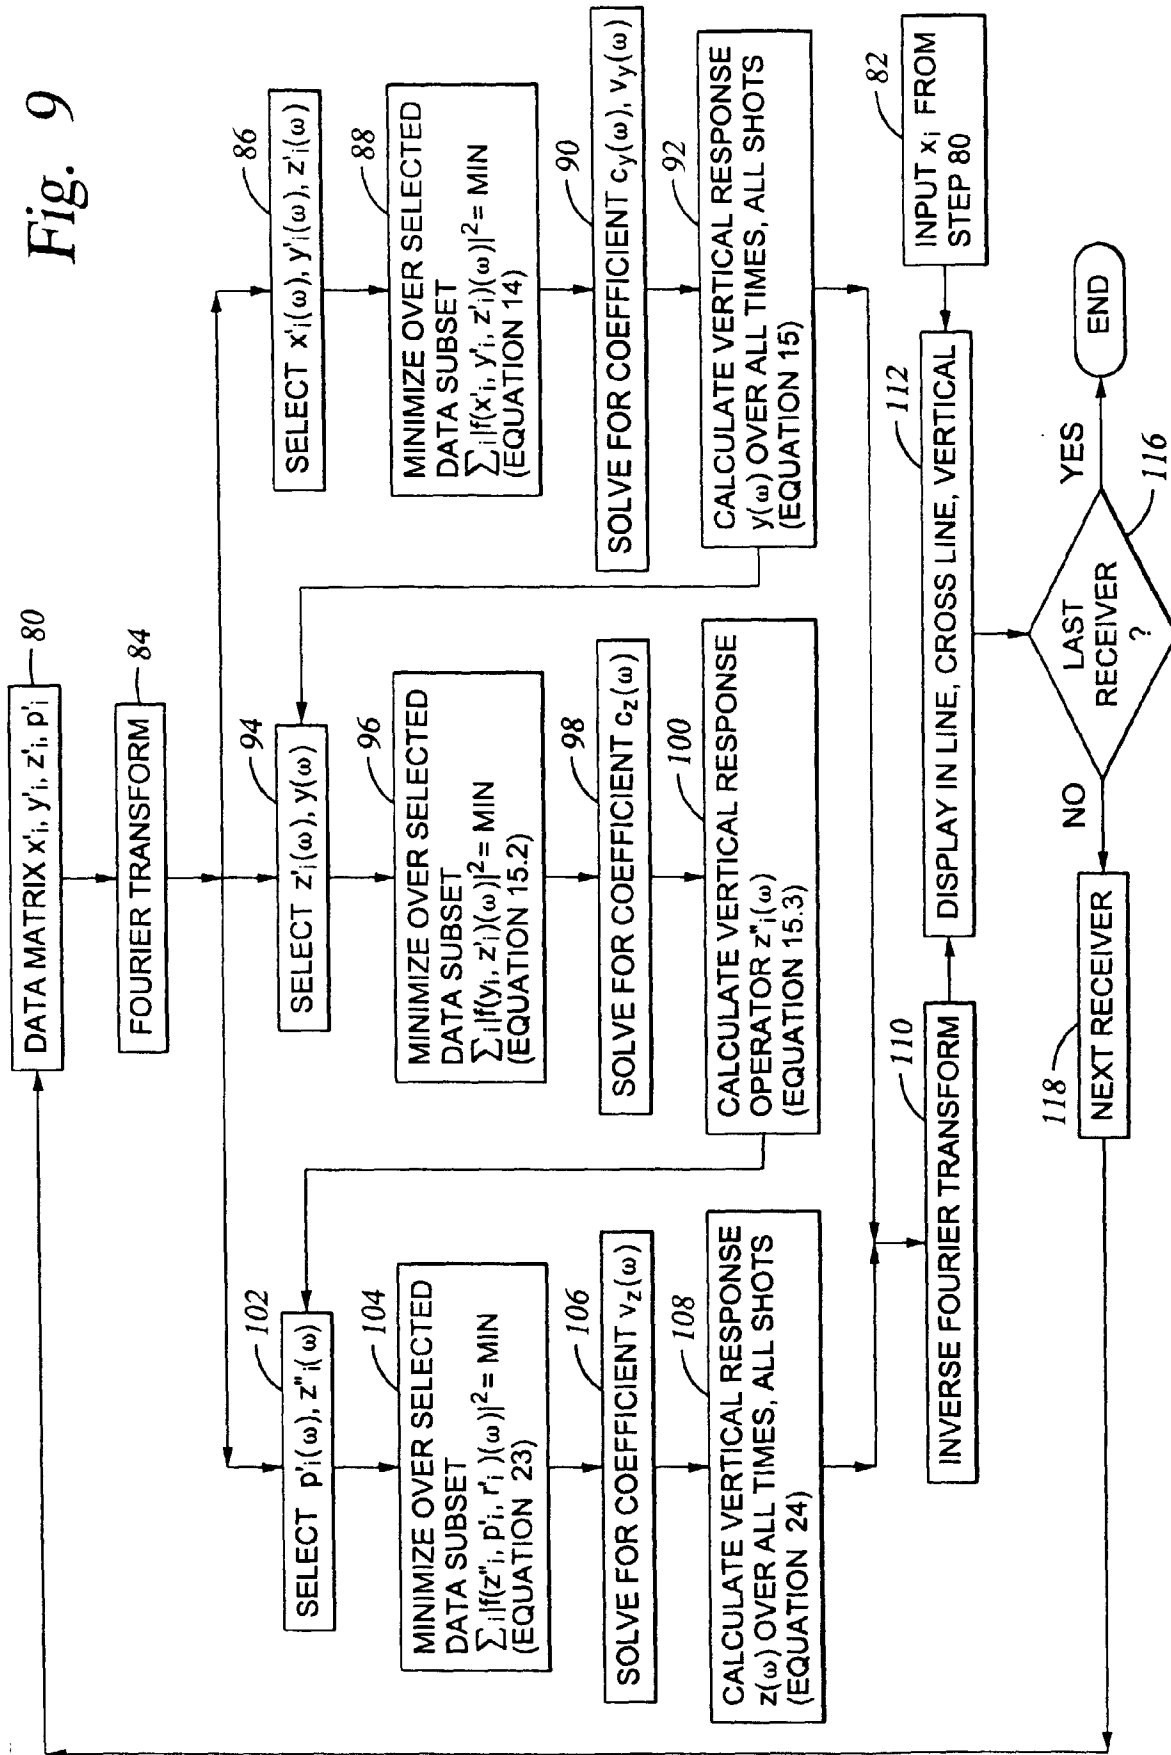 Fig. 9
80
DATA MATRIX x'i, y'i, z'i, p'i
84
FOURIER TRANSFORM
86
SELECT x'i(ω), y'i(ω), z'i(ω)
88
MINIMIZE OVER SELECTED
DATA SUBSET
∑i|f(x'i, y'i, z'i)(ω)|² = MIN
(EQUATION 14)
90
SOLVE FOR COEFFICIENT cy(ω), vy(ω)
92
CALCULATE VERTICAL RESPONSE
y(ω) OVER ALL TIMES, ALL SHOTS
(EQUATION 15)
94
SELECT z'i(ω), y(ω)
96
MINIMIZE OVER SELECTED
DATA SUBSET
∑i|f(yi, z'i)(ω)|² = MIN
(EQUATION 15.2)
98
SOLVE FOR COEFFICIENT cz(ω)
100
CALCULATE VERTICAL RESPONSE
OPERATOR z"i(ω)
(EQUATION 15.3)
102
SELECT p'i(ω), z"i(ω)
104
MINIMIZE OVER SELECTED
DATA SUBSET
∑i|f(z"i, p'i, r'i )(ω)|² = MIN
(EQUATION 23)
106
SOLVE FOR COEFFICIENT vz(ω)
108
CALCULATE VERTICAL RESPONSE
z(ω) OVER ALL TIMES, ALL SHOTS
(EQUATION 24)
110
INVERSE FOURIER TRANSFORM
82
INPUT xi FROM
STEP 80
112
DISPLAY IN LINE, CROSS LINE, VERTICAL
116
LAST
RECEIVER
?
YES
END
NO
118
NEXT RECEIVER